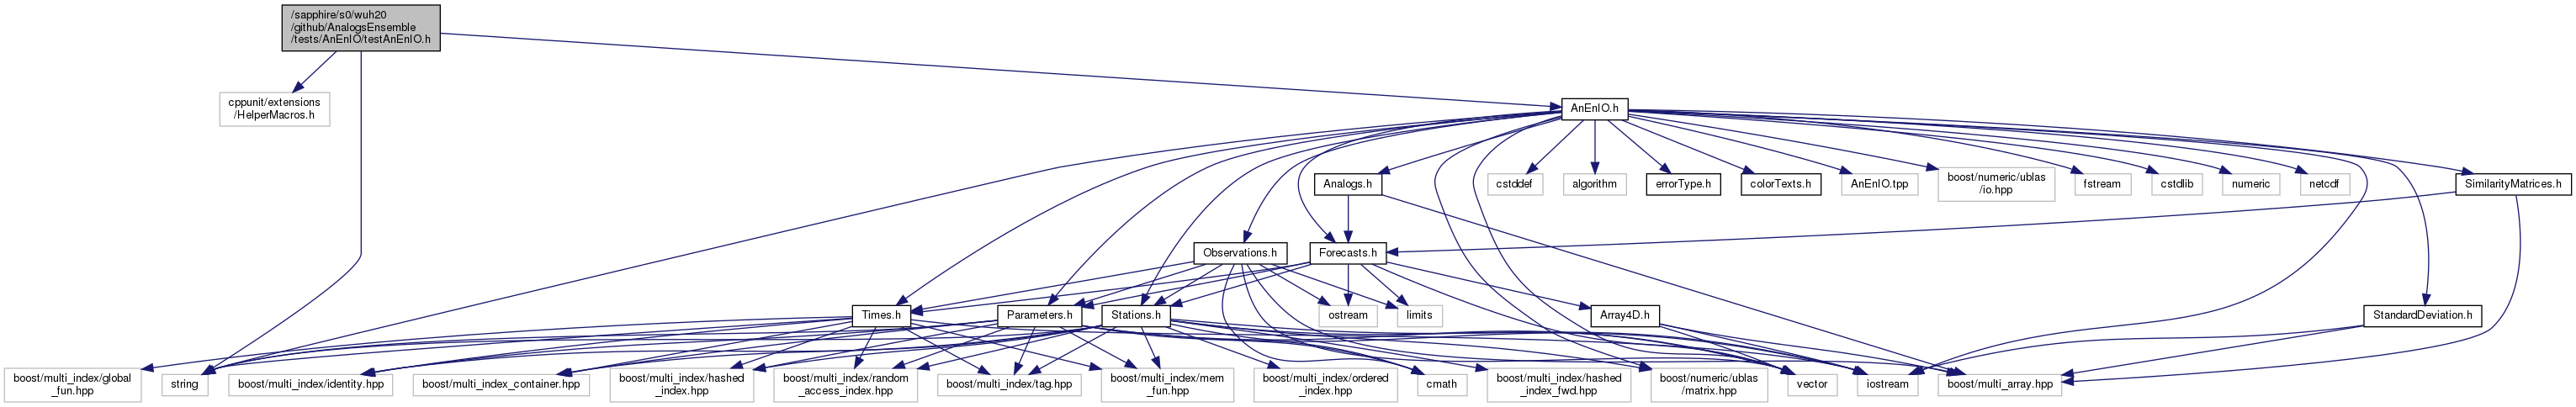 /sapphire/s0/wuh20
/github/AnalogsEnsemble
/tests/AnEnIO/testAnEnIO.h
cppunit/extensions
/HelperMacros.h
AnEnIO.h
Analogs.h
cstddef
algorithm
errorType.h
colorTexts.h
AnEnIO.tpp
boost/numeric/ublas
/io.hpp
fstream
cstdlib
numeric
netcdf
SimilarityMatrices.h
Observations.h
Forecasts.h
Times.h
Parameters.h
Stations.h
ostream
limits
Array4D.h
StandardDeviation.h
boost/multi_index/global
_fun.hpp
string
boost/multi_index/identity.hpp
boost/multi_index_container.hpp
boost/multi_index/hashed
_index.hpp
boost/multi_index/random
_access_index.hpp
boost/multi_index/tag.hpp
boost/multi_index/mem
_fun.hpp
boost/multi_index/ordered
_index.hpp
cmath
boost/multi_index/hashed
_index_fwd.hpp
boost/numeric/ublas
/matrix.hpp
vector
iostream
boost/multi_array.hpp